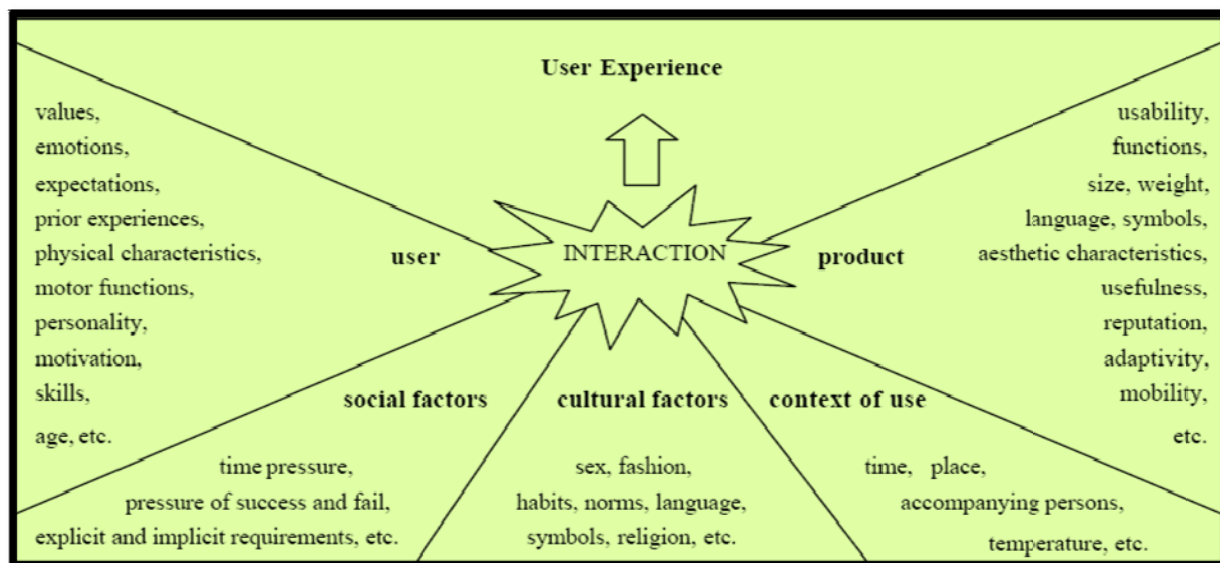 User Experience
values,
emotions,
expectations,
prior experiences,
physical characteristics,
motor functions,
personality,
motivation,
skills,
age, etc.
user
INTERACTION
product
usability,
functions,
size, weight,
language, symbols,
aesthetic characteristics,
usefulness,
reputation,
adaptivity,
mobility,
etc.
social factors
time pressure,
pressure of success and fail,
explicit and implicit requirements, etc.
cultural factors
sex, fashion,
habits, norms, language,
symbols, religion, etc.
context of use
time, place,
accompanying persons,
temperature, etc.